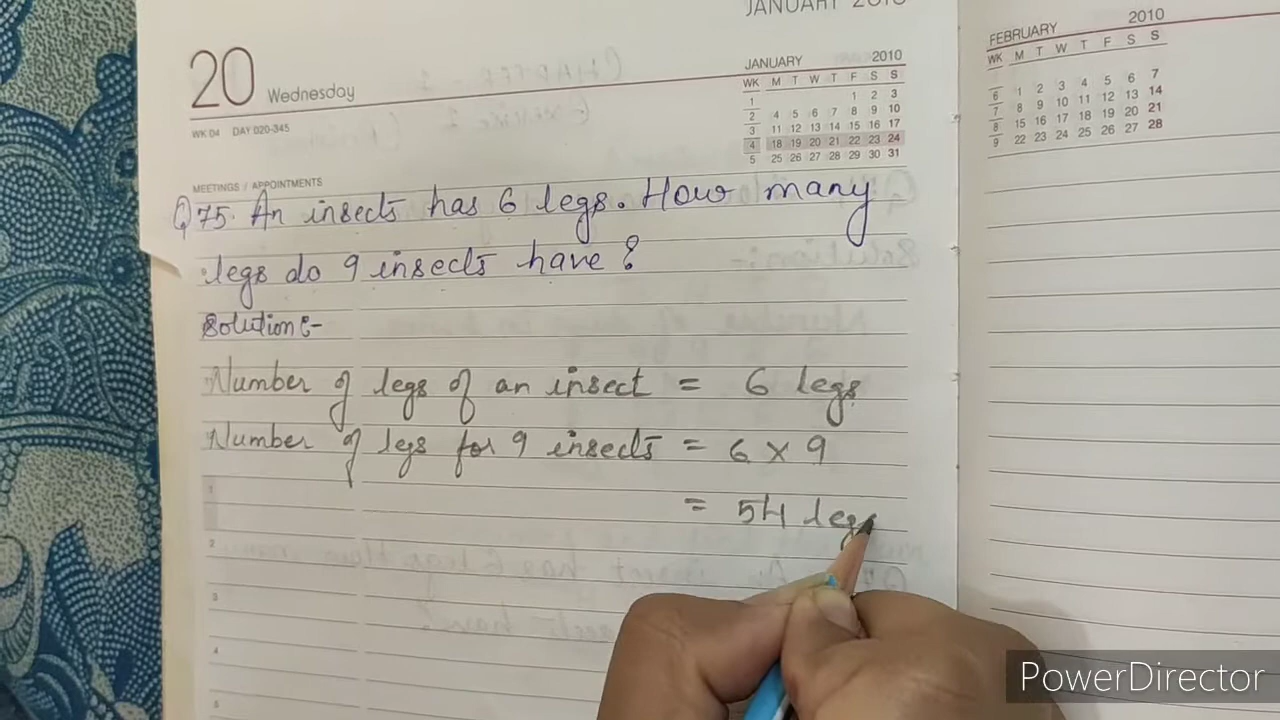 JANUARY 2010
20 Wednesday
WK 04 DAY 020-345
JANUARY 2010
WK M T W T F S S
1 1 2 3
2 4 5 6 7 8 9 10
3 11 12 13 14 15 16 17
4 18 19 20 21 22 23 24
5 25 26 27 28 29 30 31
MEETINGS / APPOINTMENTS
Q75. An insects has 6 legs. How many
legs do 9 insects have?
Solution:-
Number of legs of an insect = 6 legs
Number of legs for 9 insects = 6 × 9
= 54 legs
1
2
3
4
5
FEBRUARY 2010
WK M T W T F S S
6 1 2 3 4 5 6 7
7 8 9 10 11 12 13 14
8 15 16 17 18 19 20 21
9 22 23 24 25 26 27 28
PowerDirector